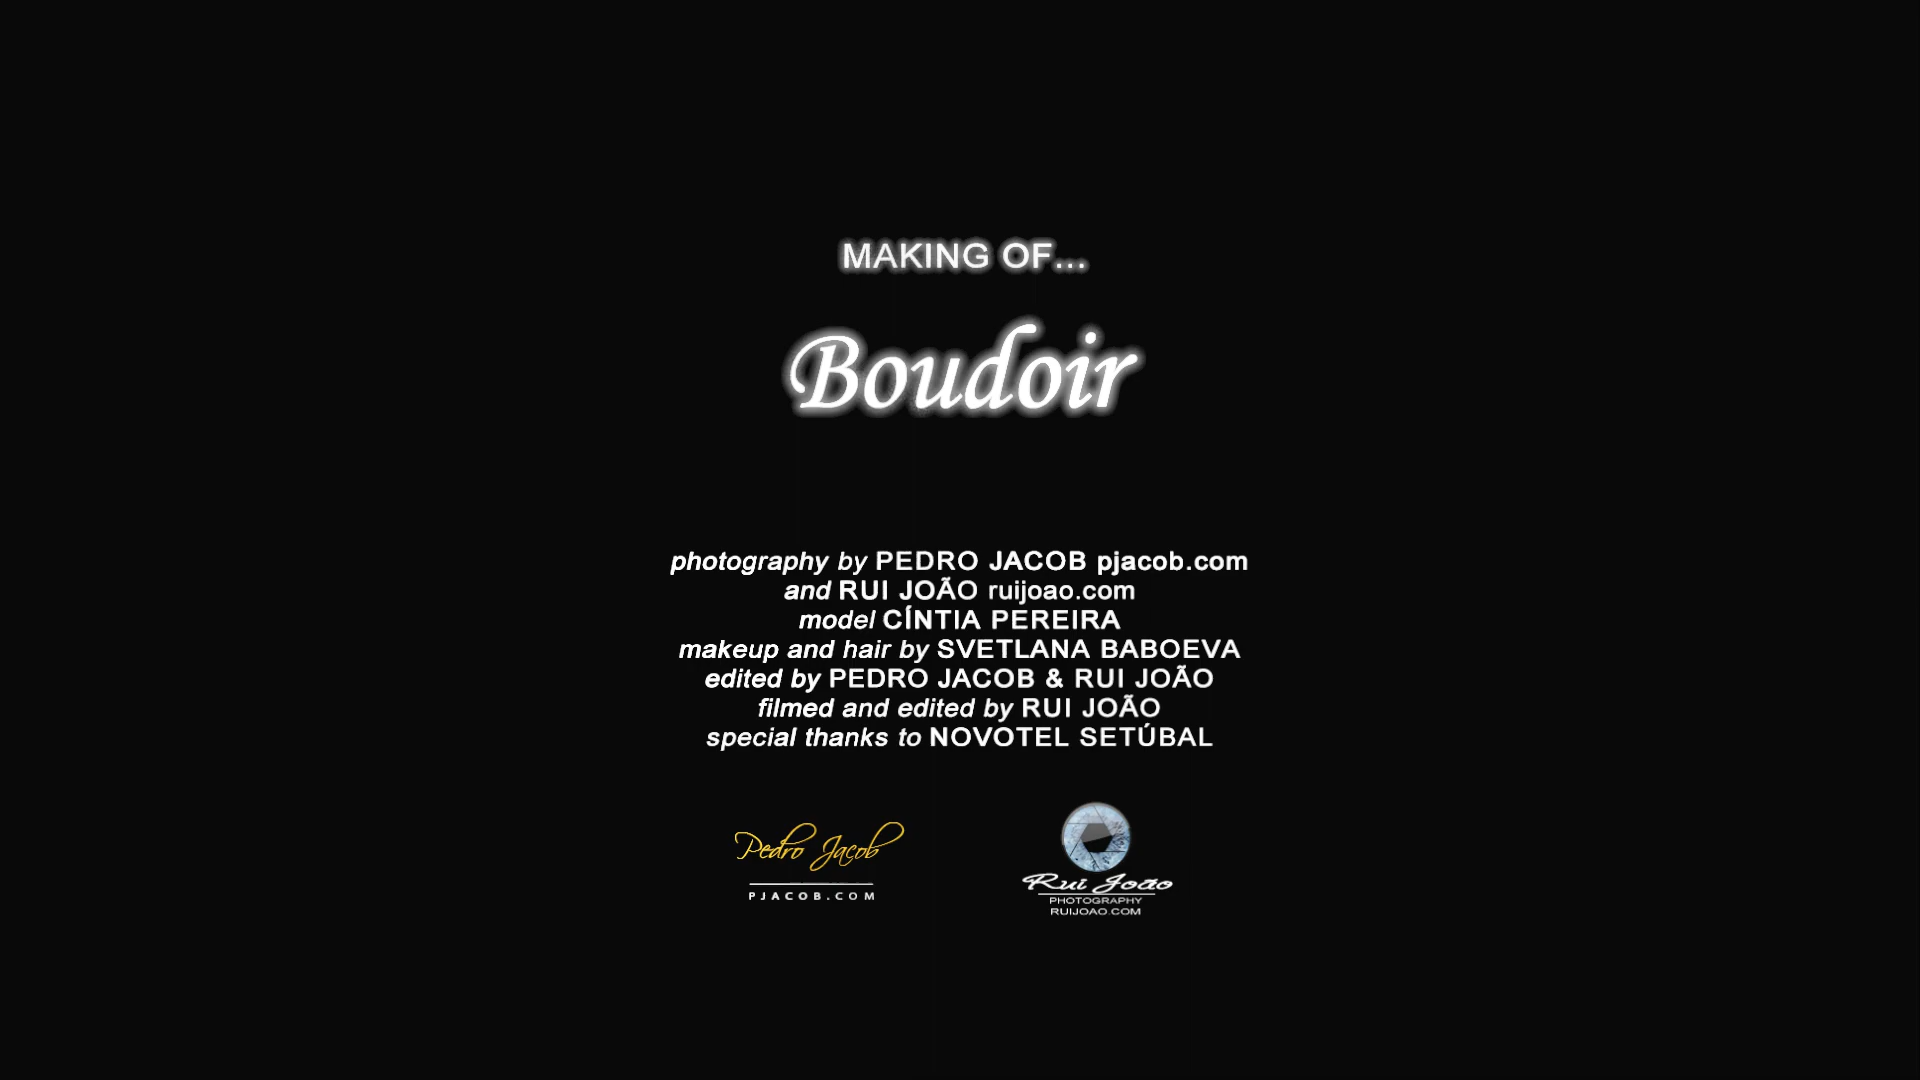 MAKING OF...
Boudoir
photography by PEDRO JACOB pjacob.com
and RUI JOÃO ruijoao.com
model CÍNTIA PEREIRA
makeup and hair by SVETLANA BABOEVA
edited by PEDRO JACOB & RUI JOÃO
filmed and edited by RUI JOÃO
special thanks to NOVOTEL SETÚBAL
Pedro Jacob
PJACOB.COM
Rui João
PHOTOGRAPHY
RUIJOAO.COM